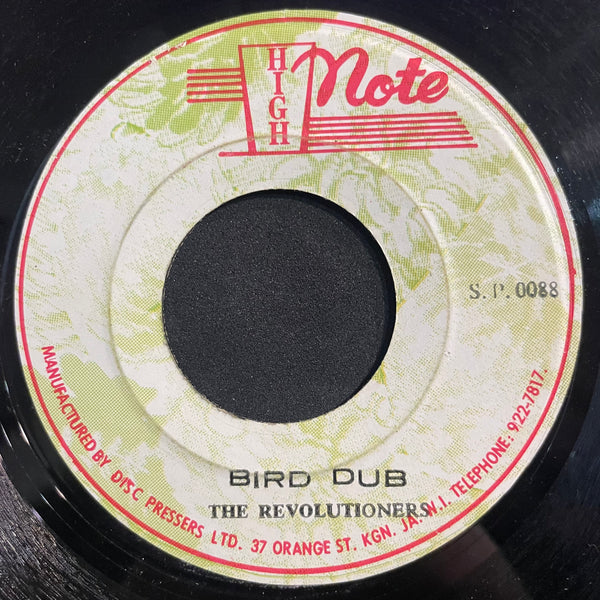 HIGH Note
S.P.0088
BIRD DUB
THE REVOLUTIONERS
MANUFACTURED BY DISC PRESSERS LTD. 37 ORANGE ST. KGN. JA. W.I. TELEPHONE: 922-7817.